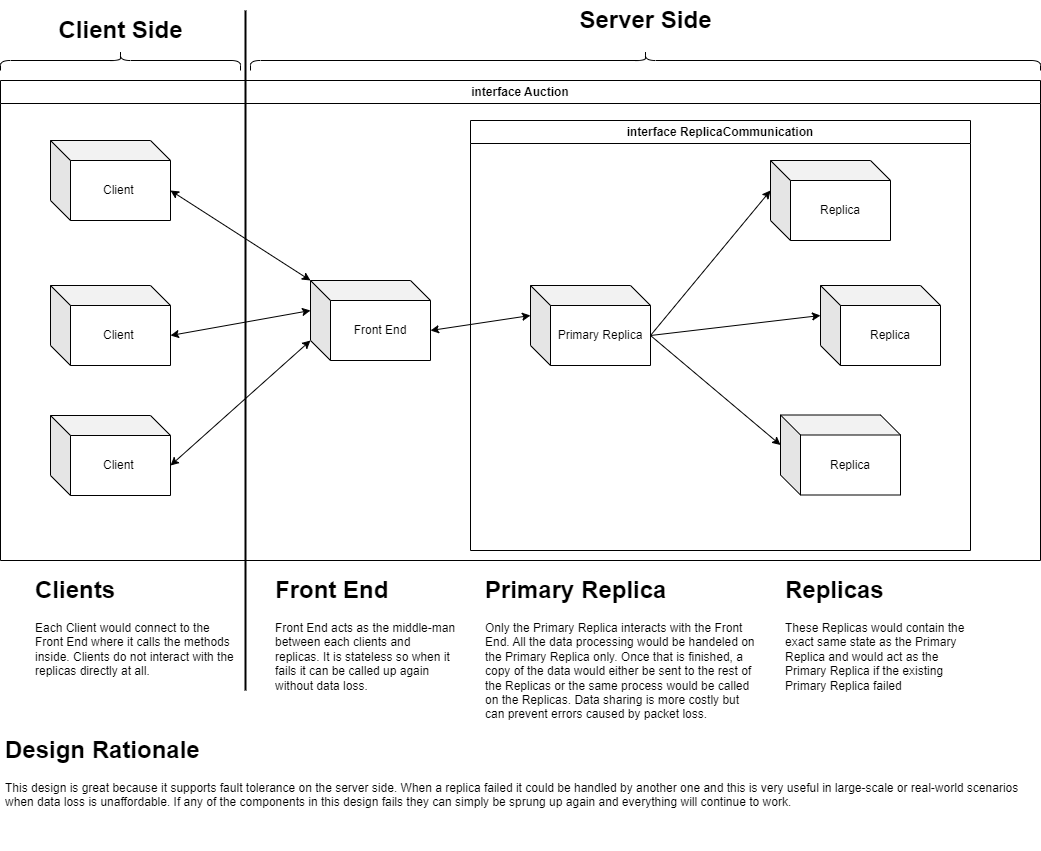 Client Side
Server Side
interface Auction
interface ReplicaCommunication
Client
Replica
Client
Front End
Primary Replica
Replica
Client
Replica
Clients
Each Client would connect to the
Front End where it calls the methods
inside. Clients do not interact with the
replicas directly at all.
Front End
Front End acts as the middle-man
between each clients and
replicas. It is stateless so when it
fails it can be called up again
without data loss.
Primary Replica
Only the Primary Replica interacts with the Front
End. All the data processing would be handeled on
the Primary Replica only. Once that is finished, a
copy of the data would either be sent to the rest of
the Replicas or the same process would be called
on the Replicas. Data sharing is more costly but
can prevent errors caused by packet loss.
Replicas
These Replicas would contain the
exact same state as the Primary
Replica and would act as the
Primary Replica if the existing
Primary Replica failed
Design Rationale
This design is great because it supports fault tolerance on the server side. When a replica failed it could be handled by another one and this is very useful in large-scale or real-world scenarios
when data loss is unaffordable. If any of the components in this design fails they can simply be sprung up again and everything will continue to work.